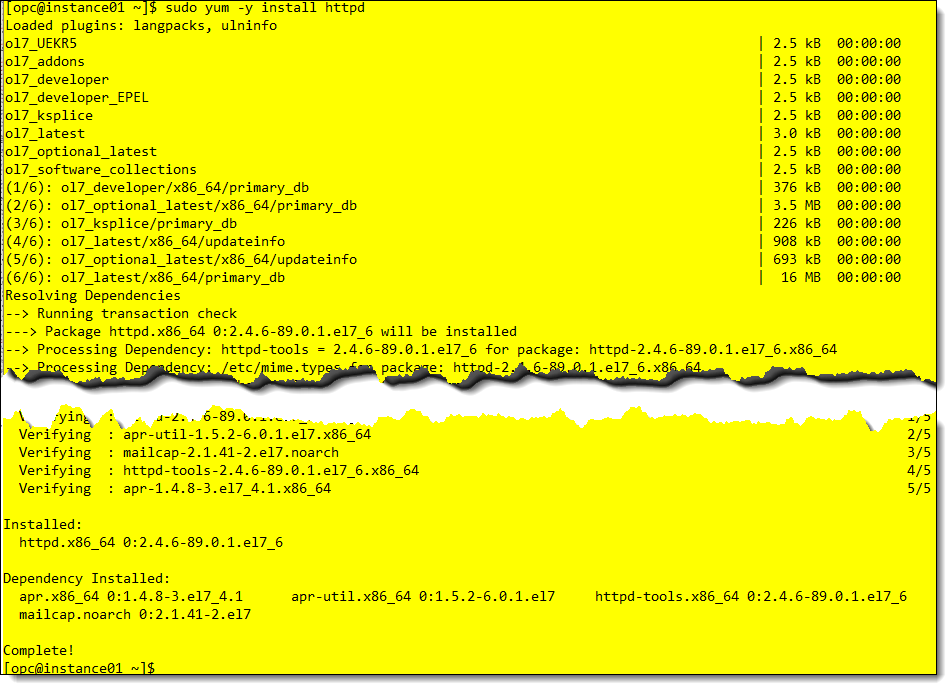 [opc@instance01 ~]$ sudo yum -y install httpd
Loaded plugins: langpacks, ulninfo
ol7_UEKR5 | 2.5 kB 00:00:00
ol7_addons | 2.5 kB 00:00:00
ol7_developer | 2.5 kB 00:00:00
ol7_developer_EPEL | 2.5 kB 00:00:00
ol7_ksplice | 2.5 kB 00:00:00
ol7_latest | 3.0 kB 00:00:00
ol7_optional_latest | 2.5 kB 00:00:00
ol7_software_collections | 2.5 kB 00:00:00
(1/6): ol7_developer/x86_64/primary_db | 376 kB 00:00:00
(2/6): ol7_optional_latest/x86_64/primary_db | 3.5 MB 00:00:00
(3/6): ol7_ksplice/primary_db | 226 kB 00:00:00
(4/6): ol7_latest/x86_64/updateinfo | 908 kB 00:00:00
(5/6): ol7_optional_latest/x86_64/updateinfo | 693 kB 00:00:00
(6/6): ol7_latest/x86_64/primary_db | 16 MB 00:00:00
Resolving Dependencies
--> Running transaction check
---> Package httpd.x86_64 0:2.4.6-89.0.1.el7_6 will be installed
--> Processing Dependency: httpd-tools = 2.4.6-89.0.1.el7_6 for package: httpd-2.4.6-89.0.1.el7_6.x86_64
--> Processing Dependency: /etc/mime.types for package: httpd-2.4.6-89.0.1.el7_6.x86_64
Verifying : 1/5
Verifying : apr-util-1.5.2-6.0.1.el7.x86_64 2/5
Verifying : mailcap-2.1.41-2.el7.noarch 3/5
Verifying : httpd-tools-2.4.6-89.0.1.el7_6.x86_64 4/5
Verifying : apr-1.4.8-3.el7_4.1.x86_64 5/5
Installed:
httpd.x86_64 0:2.4.6-89.0.1.el7_6
Dependency Installed:
apr.x86_64 0:1.4.8-3.el7_4.1 apr-util.x86_64 0:1.5.2-6.0.1.el7 httpd-tools.x86_64 0:2.4.6-89.0.1.el7_6
mailcap.noarch 0:2.1.41-2.el7
Complete!
[opc@instance01 ~]$